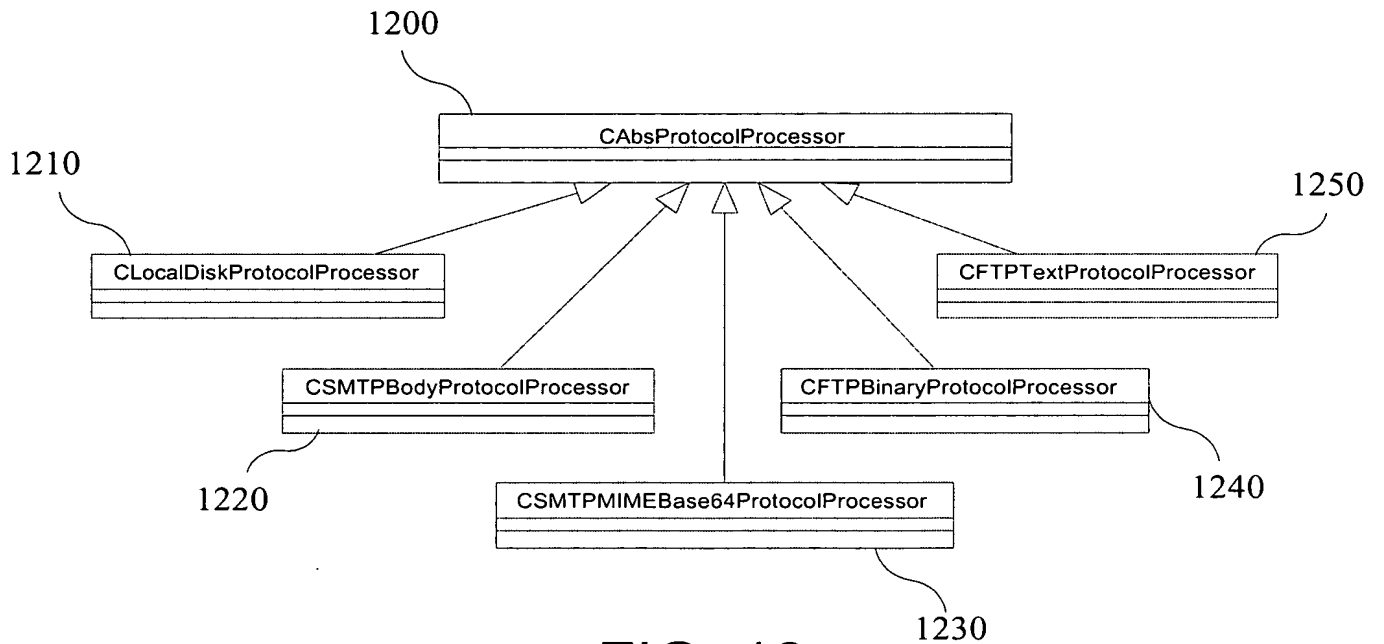 1200
CAbsProtocolProcessor
1210
1250
CLocalDiskProtocolProcessor
CFTPTextProtocolProcessor
CSMTPBodyProtocolProcessor
CFTPBinaryProtocolProcessor
1220
1240
CSMTPMIMEBase64ProtocolProcessor
1230